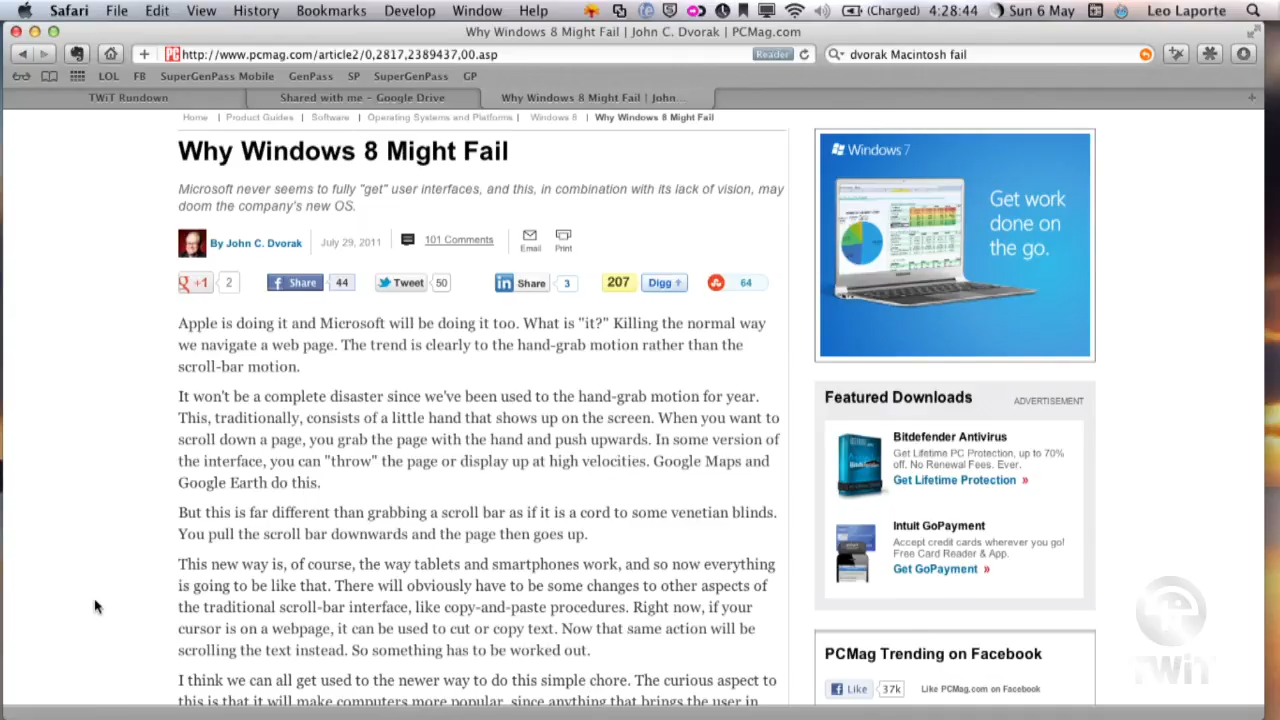 Safari File Edit View History Bookmarks Develop Window Help (Charged) 4:28:44 Sun 6 May Leo Laporte
Why Windows 8 Might Fail | John C. Dvorak | PCMag.com
http://www.pcmag.com/article2/0,2817,2389437,00.asp Reader dvorak Macintosh fail
LOL FB SuperGenPass Mobile GenPass SP SuperGenPass GP
TWiT Rundown Shared with me – Google Drive Why Windows 8 Might Fail | John...
Home | Product Guides | Software | Operating Systems and Platforms | Windows 8 | Why Windows 8 Might Fail
Why Windows 8 Might Fail
Microsoft never seems to fully "get" user interfaces, and this, in combination with its lack of vision, may
doom the company's new OS.
By John C. Dvorak July 29, 2011 101 Comments Email Print
+1 2 Share 44 Tweet 50 in Share 3 207 Digg 64
Apple is doing it and Microsoft will be doing it too. What is "it?" Killing the normal way
we navigate a web page. The trend is clearly to the hand-grab motion rather than the
scroll-bar motion.
It won't be a complete disaster since we've been used to the hand-grab motion for year.
This, traditionally, consists of a little hand that shows up on the screen. When you want to
scroll down a page, you grab the page with the hand and push upwards. In some version of
the interface, you can "throw" the page or display up at high velocities. Google Maps and
Google Earth do this.
But this is far different than grabbing a scroll bar as if it is a cord to some venetian blinds.
You pull the scroll bar downwards and the page then goes up.
This new way is, of course, the way tablets and smartphones work, and so now everything
is going to be like that. There will obviously have to be some changes to other aspects of
the traditional scroll-bar interface, like copy-and-paste procedures. Right now, if your
cursor is on a webpage, it can be used to cut or copy text. Now that same action will be
scrolling the text instead. So something has to be worked out.
I think we can all get used to the newer way to do this simple chore. The curious aspect to
this is that it will make computers more popular, since anything that brings the user in
Windows 7
Get work
done on
the go.
Featured Downloads ADVERTISEMENT
Bitdefender Antivirus
Get Lifetime PC Protection, up to 70%
off. No Renewal Fees. Ever.
Get Lifetime Protection »
Intuit GoPayment
Accept credit cards wherever you go!
Free Card Reader & App.
Get GoPayment »
PCMag Trending on Facebook
Like 37k Like PCMag.com on Facebook
TWiT